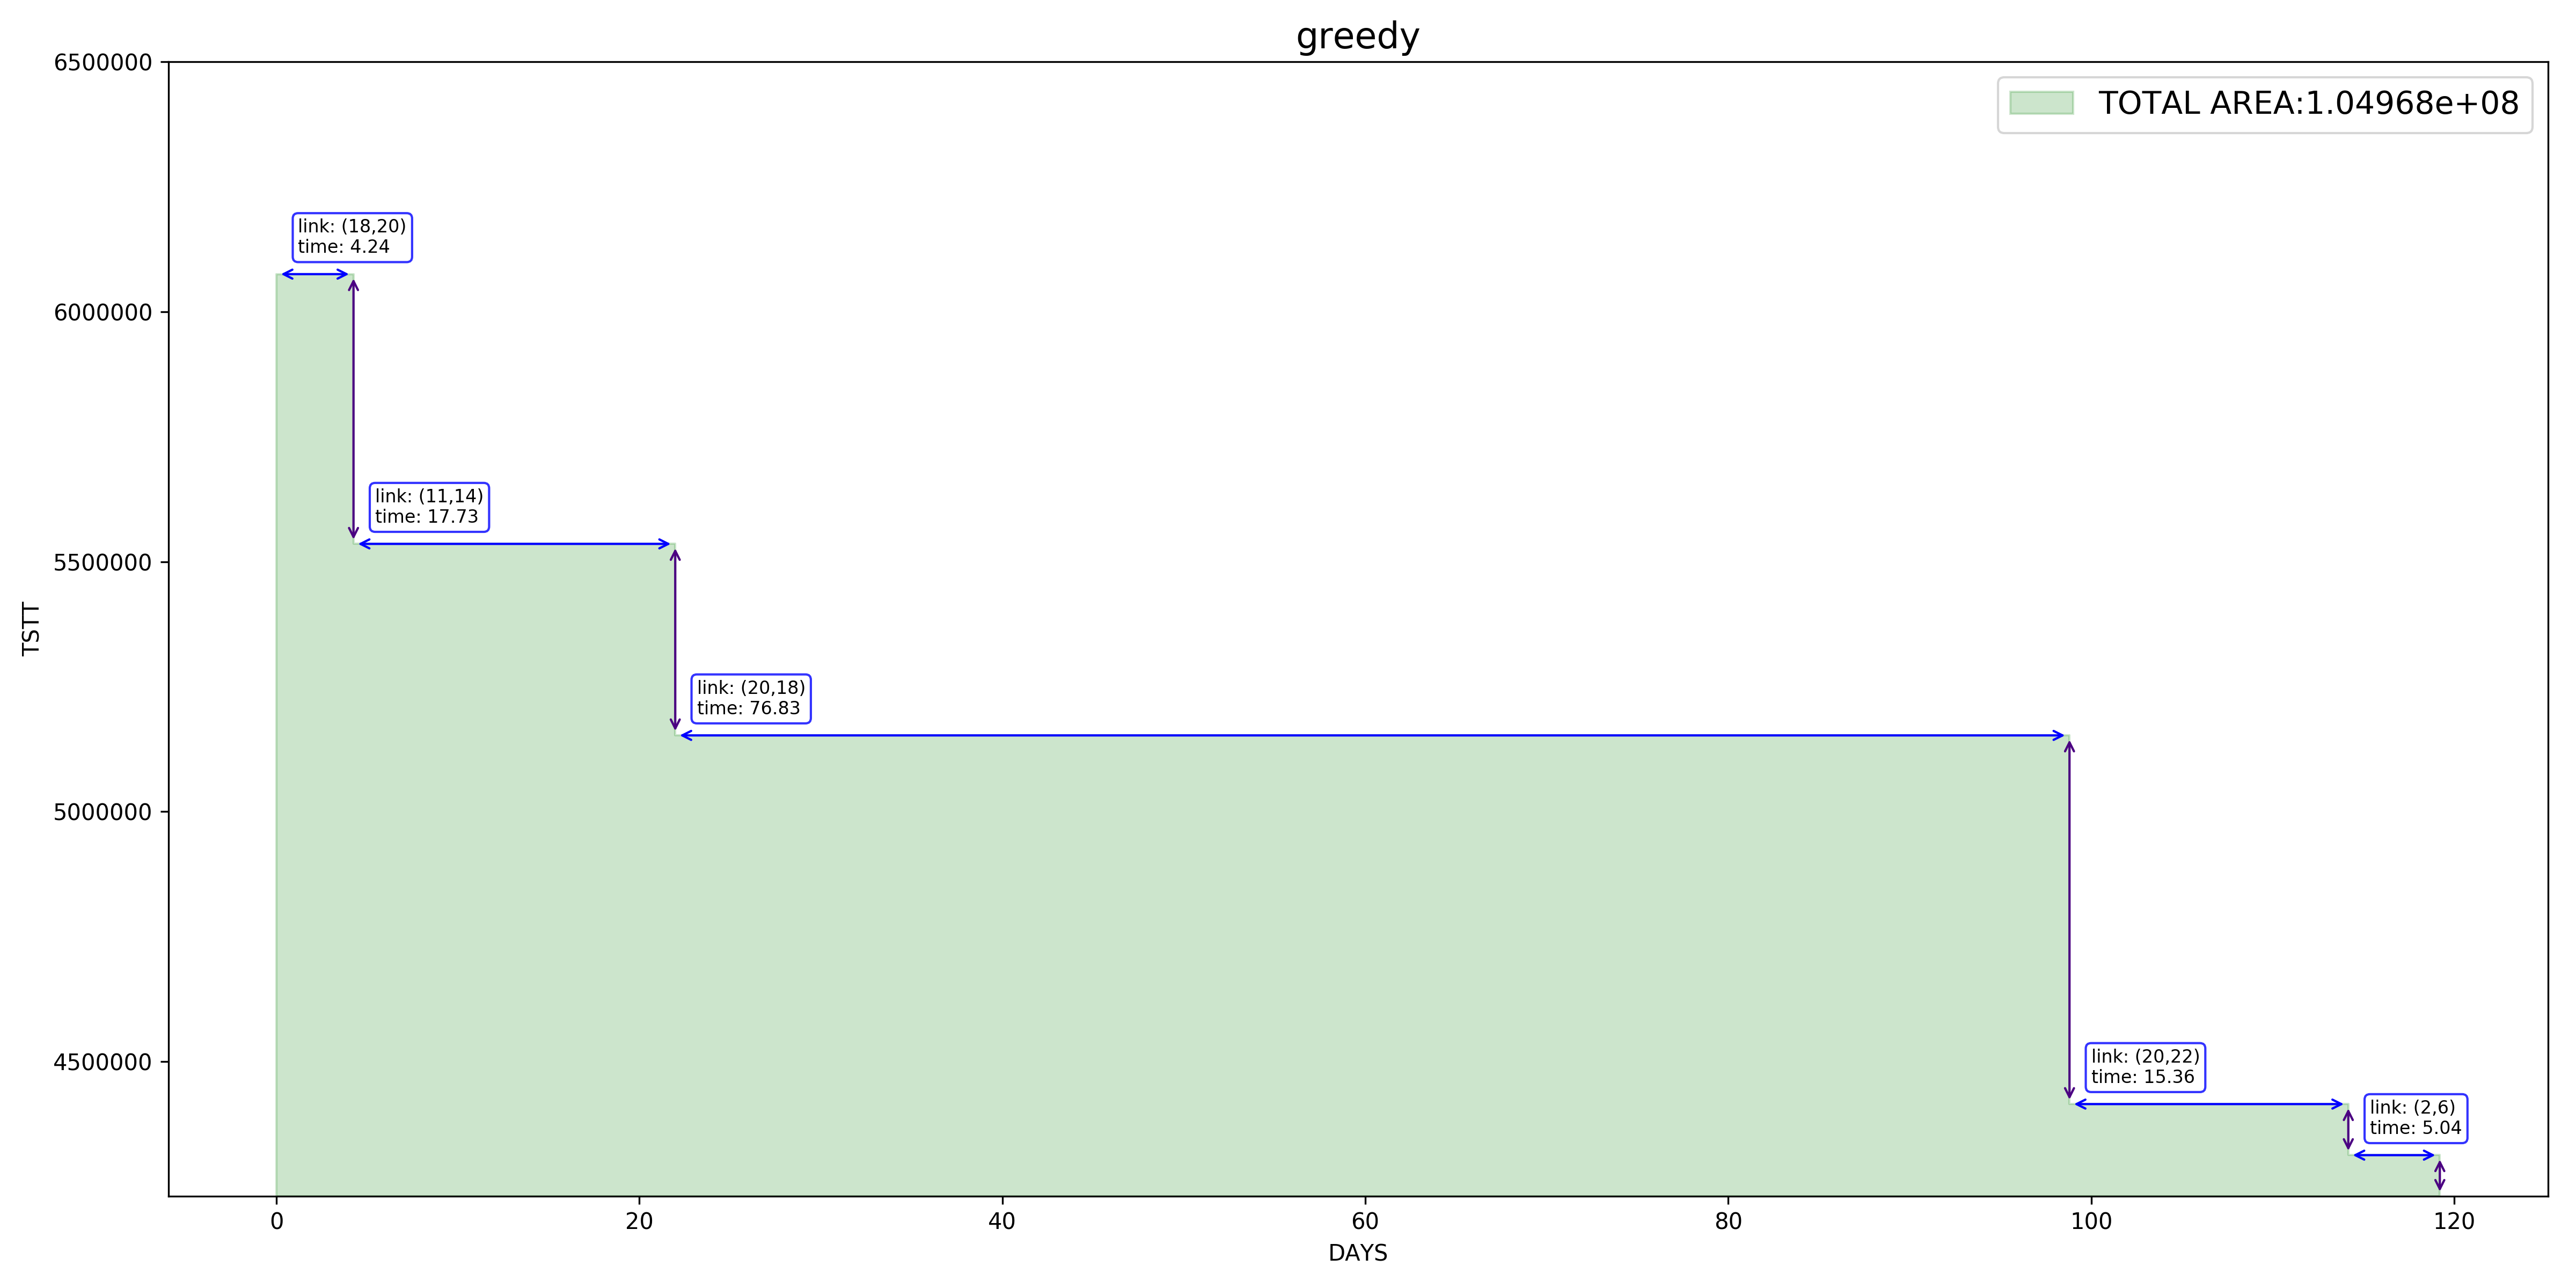 greedy
TOTAL AREA:1.04968e+08
6500000
6000000
5500000
5000000
4500000
TSTT
link: (18,20)
time: 4.24
link: (11,14)
time: 17.73
link: (20,18)
time: 76.83
link: (20,22)
time: 15.36
link: (2,6)
time: 5.04
0 20 40 60 80 100 120
DAYS